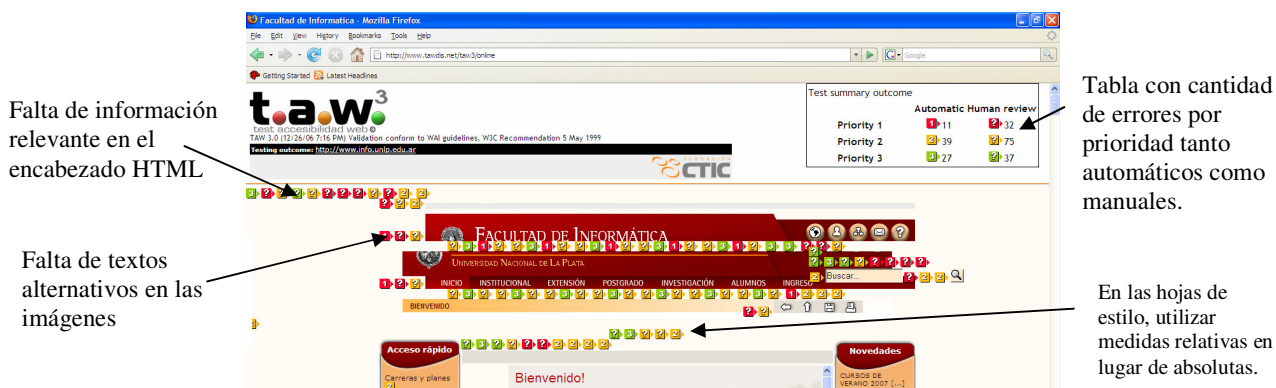 Facultad de Informatica - Mozilla Firefox
File Edit View History Bookmarks Tools Help
http://www.tawdis.net/taw3/online
Google
Getting Started Latest Headlines
Falta de información
relevante en el
encabezado HTML
Falta de textos
alternativos en las
imágenes
t.a.w.3
test accesibilidad web
TAW 3.0 (12/26/06 7:16 PM) Validation conform to WAI guidelines, W3C Recommendation 5 May 1999
Testing outcome: http://www.info.unlp.edu.ar
FUNDACIÓN
CTIC
Test summary outcome
Automatic Human review
Priority 1 1 11 ? 32
Priority 2 2 39 ? 75
Priority 3 3 27 ? 37
Tabla con cantidad
de errores por
prioridad tanto
automáticos como
manuales.
FACULTAD DE INFORMÁTICA
UNIVERSIDAD NACIONAL DE LA PLATA
Buscar...
INICIO INSTITUCIONAL EXTENSIÓN POSTGRADO INVESTIGACIÓN ALUMNOS INGRESO
BIENVENIDO
Acceso rápido
Carreras y planes
Bienvenido!
Novedades
CURSOS DE
VERANO 2007 [...]
En las hojas de
estilo, utilizar
medidas relativas en
lugar de absolutas.